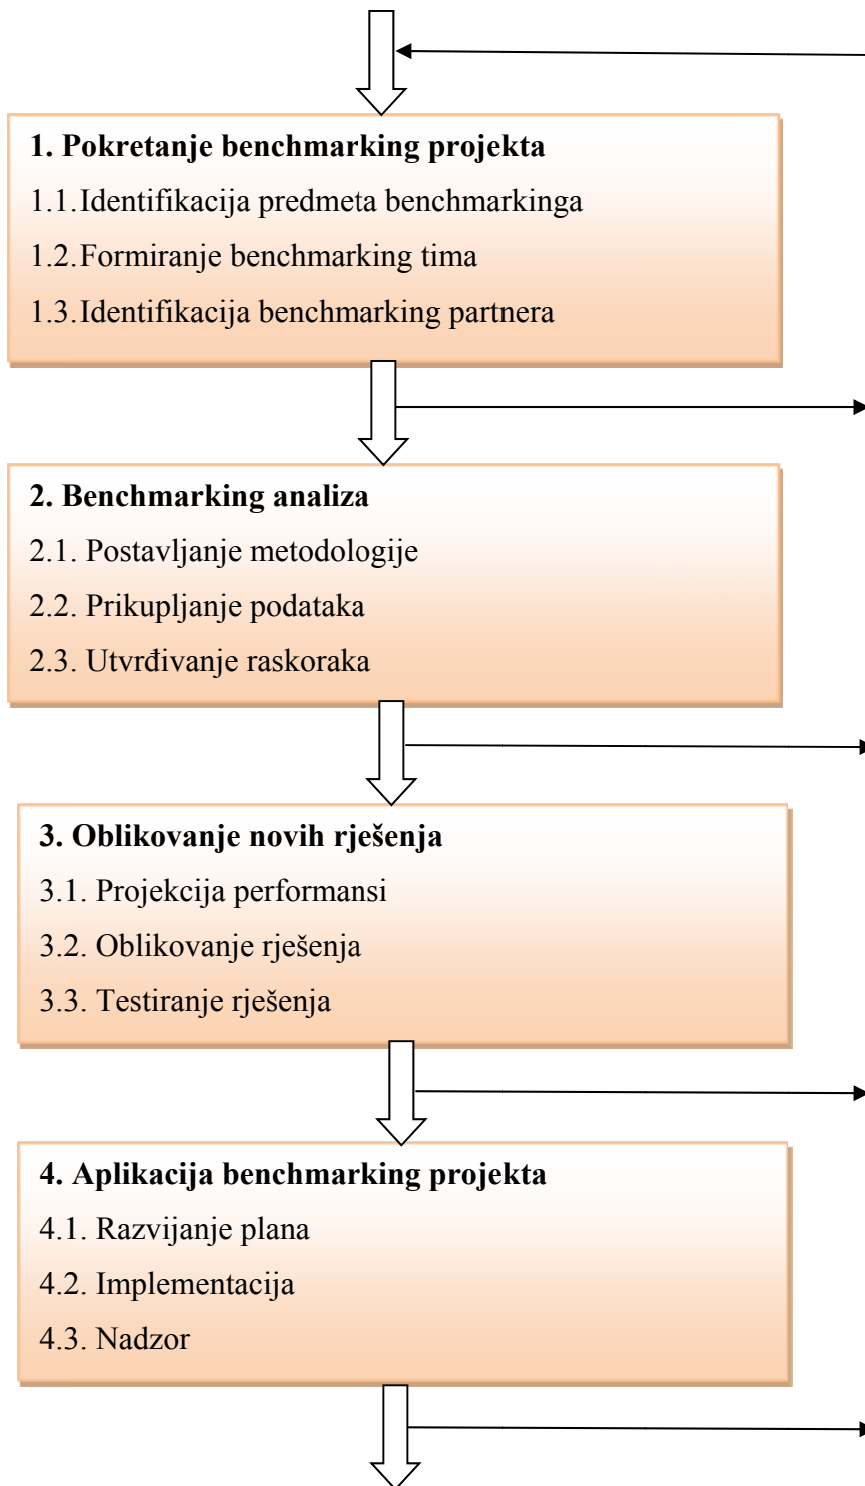 1. Pokretanje benchmarking projekta
1.1.Identifikacija predmeta benchmarkinga
1.2.Formiranje benchmarking tima
1.3.Identifikacija benchmarking partnera
2. Benchmarking analiza
2.1. Postavljanje metodologije
2.2. Prikupljanje podataka
2.3. Utvrđivanje raskoraka
3. Oblikovanje novih rješenja
3.1. Projekcija performansi
3.2. Oblikovanje rješenja
3.3. Testiranje rješenja
4. Aplikacija benchmarking projekta
4.1. Razvijanje plana
4.2. Implementacija
4.3. Nadzor